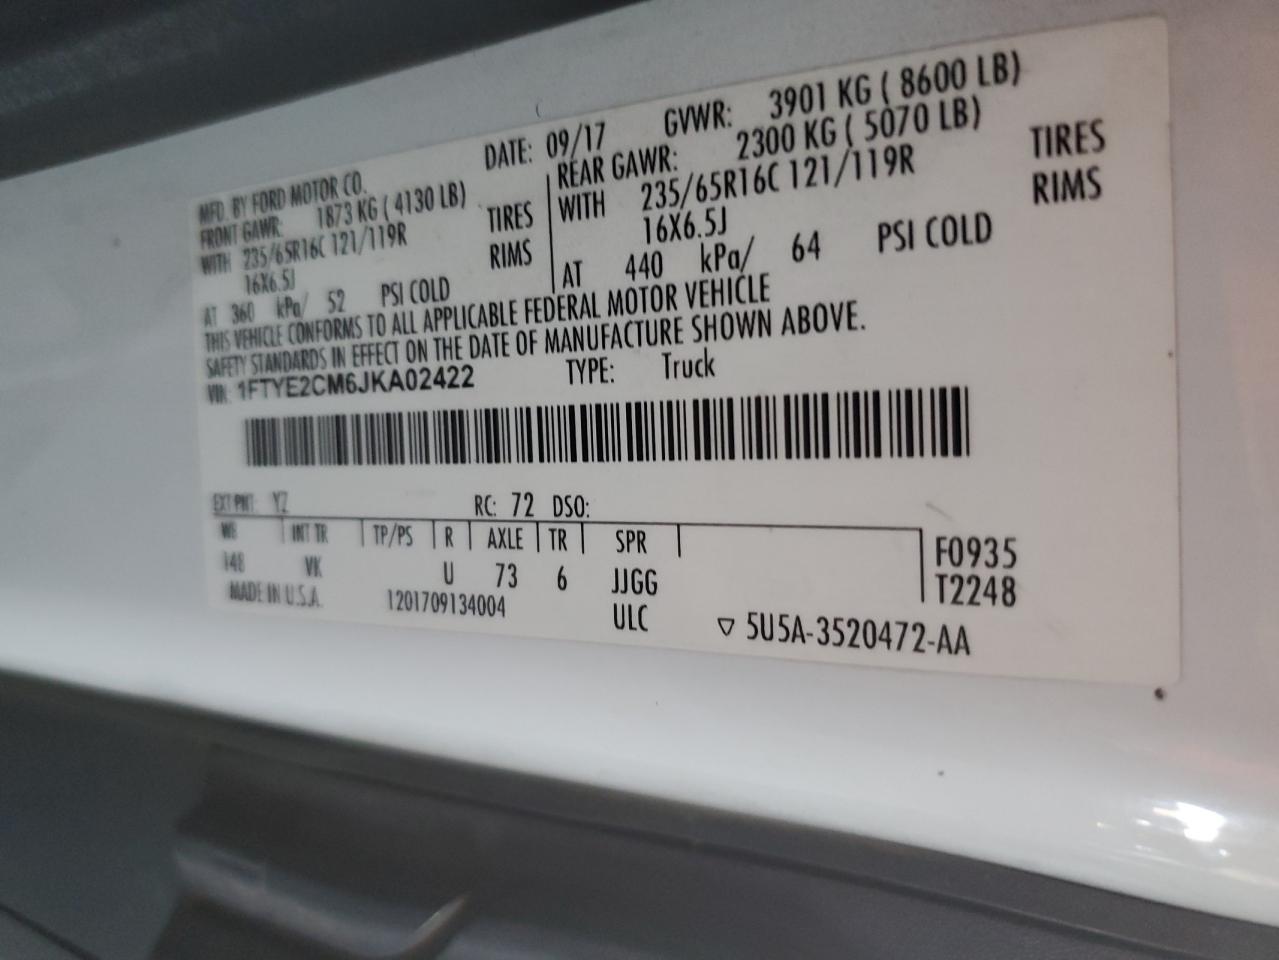 MFD. BY FORD MOTOR CO.
DATE: 09/17
GVWR: 3901 KG ( 8600 LB)
FRONT GAWR: 1873 KG ( 4130 LB)
WITH 235/65R16C 121/119R TIRES
16X6.5J RIMS
AT 360 kPa/ 52 PSI COLD
REAR GAWR: 2300 KG ( 5070 LB)
WITH 235/65R16C 121/119R TIRES
16X6.5J RIMS
AT 440 kPa/ 64 PSI COLD
THIS VEHICLE CONFORMS TO ALL APPLICABLE FEDERAL MOTOR VEHICLE
SAFETY STANDARDS IN EFFECT ON THE DATE OF MANUFACTURE SHOWN ABOVE.
VIN: 1FTYE2CM6JKA02422 TYPE: Truck
EXT PNT: YZ RC: 72 DSO:
WB INT TR TP/PS R AXLE TR SPR
148 VK U 73 6 JJGG
F0935
T2248
MADE IN U.S.A. 1201709134004 ULC ▽ 5U5A-3520472-AA